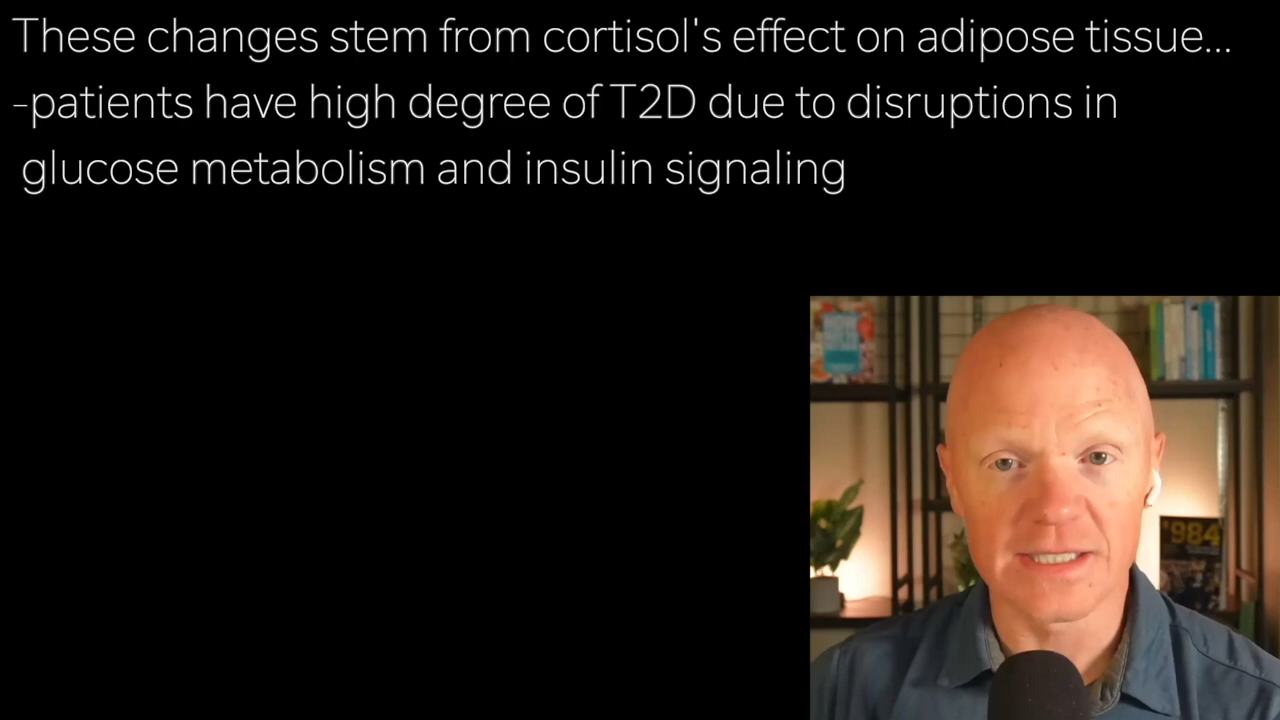 These changes stem from cortisol's effect on adipose tissue...
-patients have high degree of T2D due to disruptions in
glucose metabolism and insulin signaling
984